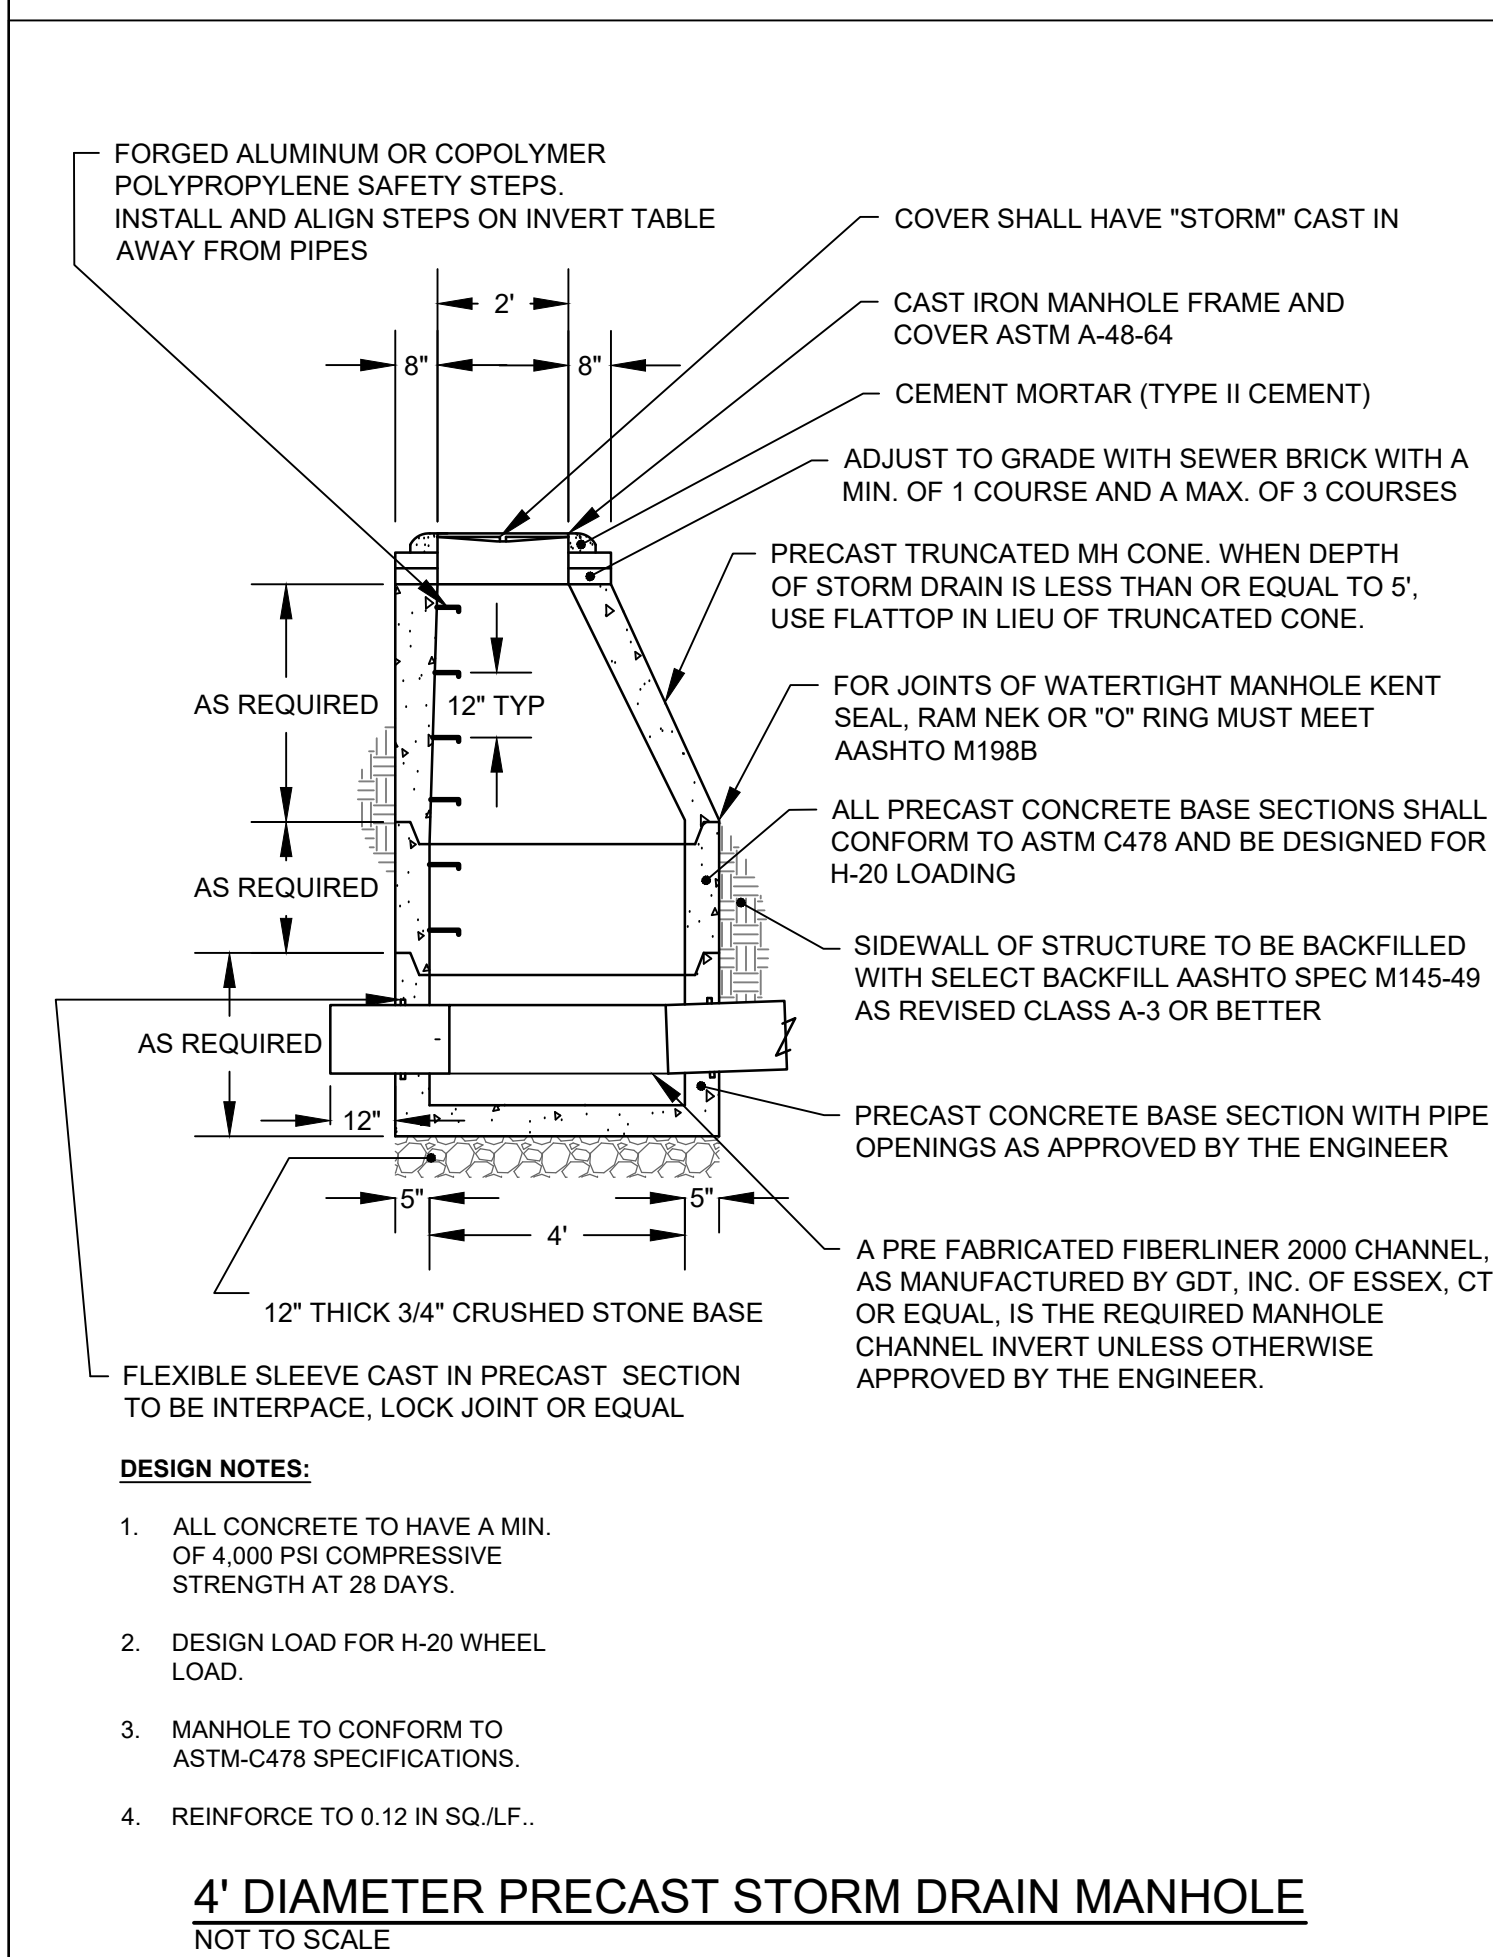 FORGED ALUMINUM OR COPOLYMER
POLYPROPYLENE SAFETY STEPS.
INSTALL AND ALIGN STEPS ON INVERT TABLE
AWAY FROM PIPES
COVER SHALL HAVE "STORM" CAST IN
2'
CAST IRON MANHOLE FRAME AND
COVER ASTM A-48-64
8"
8"
CEMENT MORTAR (TYPE II CEMENT)
ADJUST TO GRADE WITH SEWER BRICK WITH A
MIN. OF 1 COURSE AND A MAX. OF 3 COURSES
PRECAST TRUNCATED MH CONE. WHEN DEPTH
OF STORM DRAIN IS LESS THAN OR EQUAL TO 5',
USE FLATTOP IN LIEU OF TRUNCATED CONE.
AS REQUIRED
12" TYP
FOR JOINTS OF WATERTIGHT MANHOLE KENT
SEAL, RAM NEK OR "O" RING MUST MEET
AASHTO M198B
ALL PRECAST CONCRETE BASE SECTIONS SHALL
CONFORM TO ASTM C478 AND BE DESIGNED FOR
H-20 LOADING
AS REQUIRED
SIDEWALL OF STRUCTURE TO BE BACKFILLED
WITH SELECT BACKFILL AASHTO SPEC M145-49
AS REVISED CLASS A-3 OR BETTER
AS REQUIRED
12"
PRECAST CONCRETE BASE SECTION WITH PIPE
OPENINGS AS APPROVED BY THE ENGINEER
5"
5"
4'
A PRE FABRICATED FIBERLINER 2000 CHANNEL,
AS MANUFACTURED BY GDT, INC. OF ESSEX, CT
OR EQUAL, IS THE REQUIRED MANHOLE
CHANNEL INVERT UNLESS OTHERWISE
APPROVED BY THE ENGINEER.
12" THICK 3/4" CRUSHED STONE BASE
FLEXIBLE SLEEVE CAST IN PRECAST SECTION
TO BE INTERPACE, LOCK JOINT OR EQUAL
DESIGN NOTES:
1. ALL CONCRETE TO HAVE A MIN.
OF 4,000 PSI COMPRESSIVE
STRENGTH AT 28 DAYS.
2. DESIGN LOAD FOR H-20 WHEEL
LOAD.
3. MANHOLE TO CONFORM TO
ASTM-C478 SPECIFICATIONS.
4. REINFORCE TO 0.12 IN SQ./LF..
4' DIAMETER PRECAST STORM DRAIN MANHOLE
NOT TO SCALE